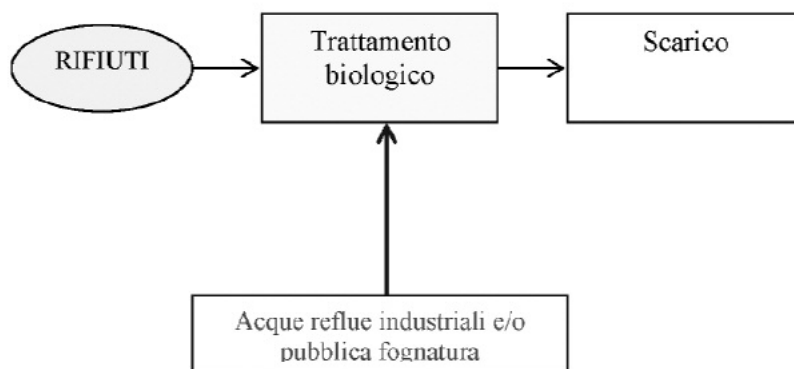 RIFIUTI
Trattamento
biologico
Scarico
Acque reflue industriali e/o
pubblica fognatura